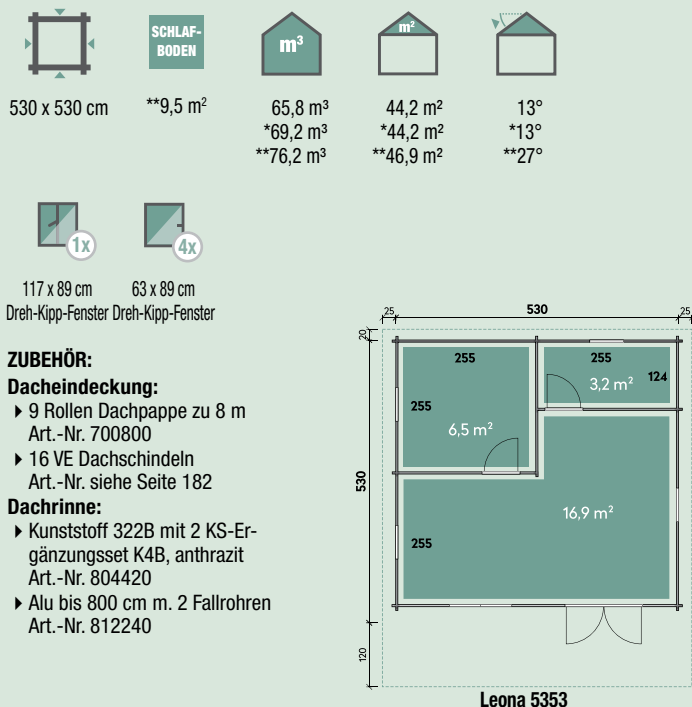 SCHLAF-
BODEN
m³
m²
530 x 530 cm
**9,5 m²
65,8 m³
*69,2 m³
**76,2 m³
44,2 m²
*44,2 m²
**46,9 m²
13°
*13°
**27°
1x
4x
117 x 89 cm
Dreh-Kipp-Fenster
63 x 89 cm
Dreh-Kipp-Fenster
ZUBEHÖR:
Dacheindeckung:
9 Rollen Dachpappe zu 8 m
Art.-Nr. 700800
16 VE Dachschindeln
Art.-Nr. siehe Seite 182
Dachrinne:
Kunststoff 322B mit 2 KS-Er-
gänzungsset K4B, anthrazit
Art.-Nr. 804420
Alu bis 800 cm m. 2 Fallrohren
Art.-Nr. 812240
25
530
25
20
255
255
255
3,2 m²
124
6,5 m²
530
16,9 m²
255
120
Leona 5353